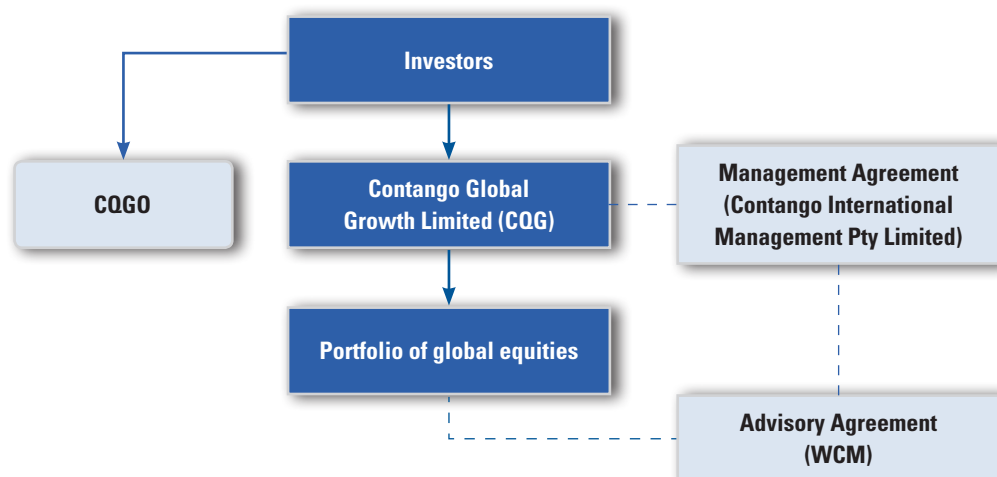 Investors
CQGO
Contango Global
Growth Limited (CQG)
Management Agreement
(Contango International
Management Pty Limited)
Portfolio of global equities
Advisory Agreement
(WCM)